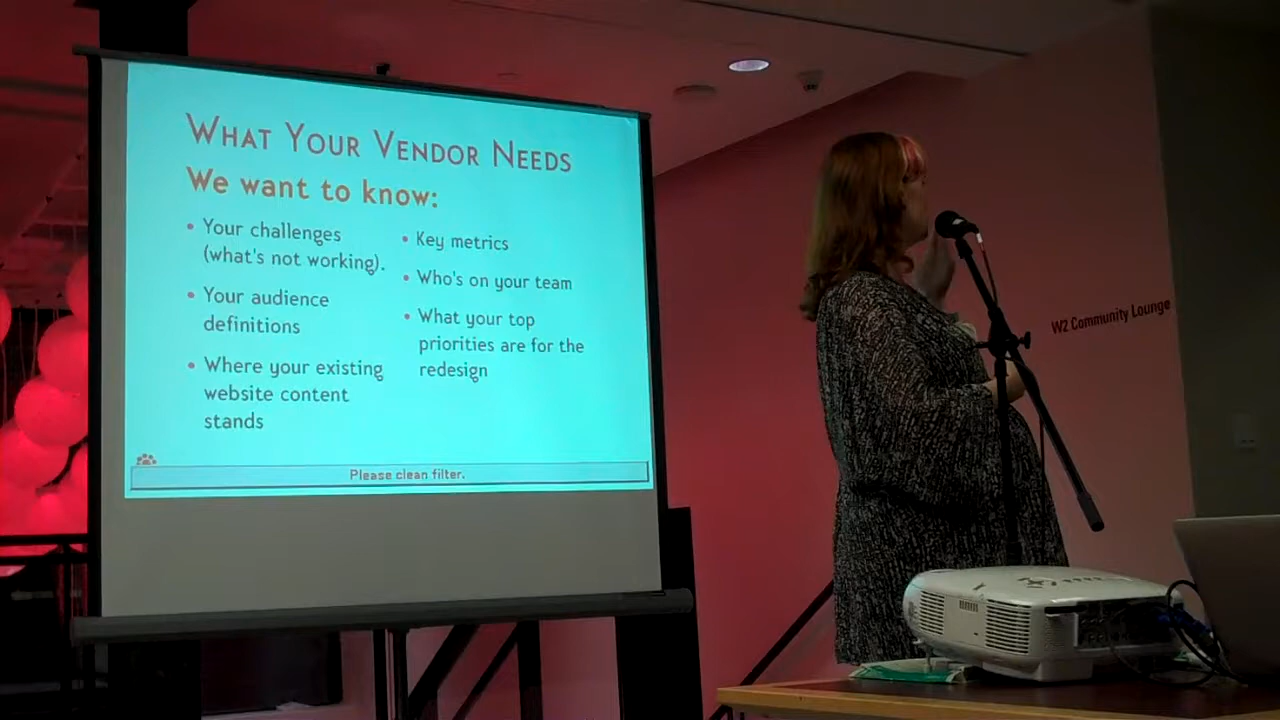 What Your Vendor Needs
We want to know:
• Your challenges
(what's not working).
• Your audience
definitions
• Where your existing
website content
stands
• Key metrics
• Who's on your team
• What your top
priorities are for the
redesign
Please clean filter.
W2 Community Lounge